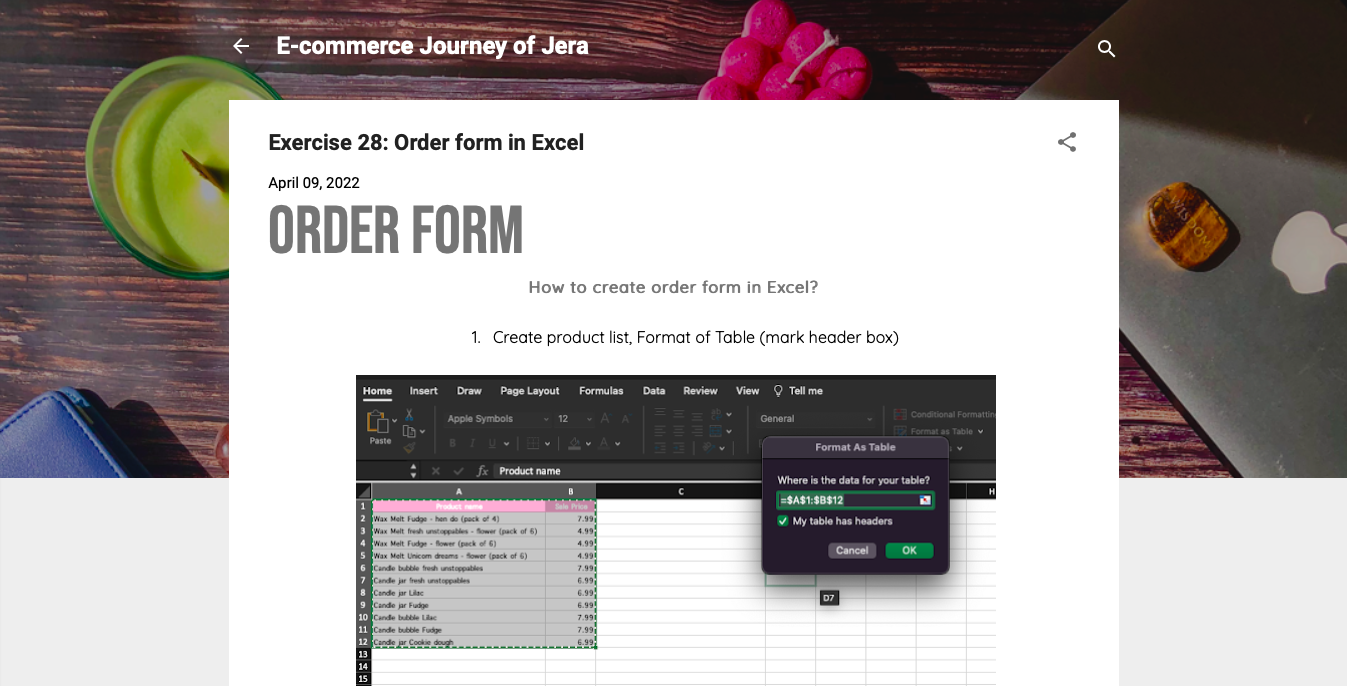 E-commerce Journey of Jera
Exercise 28: Order form in Excel
April 09, 2022
ORDER FORM
How to create order form in Excel?
1. Create product list, Format of Table (mark header box)
Home Insert Draw Page Layout Formulas Data Review View Tell me
Paste
Apple Symbols 12 General Conditional Formatting
B I U A Format as Table
fx Product name
Format As Table
Where is the data for your table?
=$A$1:$B$12
My table has headers
Cancel OK
A B C H
1 Product name Sale Price
2 Wax Melt Fudge - hen do (pack of 4) 7.99
3 Wax Melt fresh unstoppables - flower (pack of 6) 4.99
4 Wax Melt Fudge - flower (pack of 6) 4.99
5 Wax Melt Unicorn dreams - flower (pack of 6) 4.99
6 Candle bubble fresh unstoppables 7.99
7 Candle jar fresh unstoppables 6.99
8 Candle jar Lilac 6.99
9 Candle jar Fudge 6.99
10 Candle bubble Lilac 7.99
11 Candle bubble Fudge 7.99
12 Candle jar Cookie dough 6.99
13
14
15
D7
WISDOM